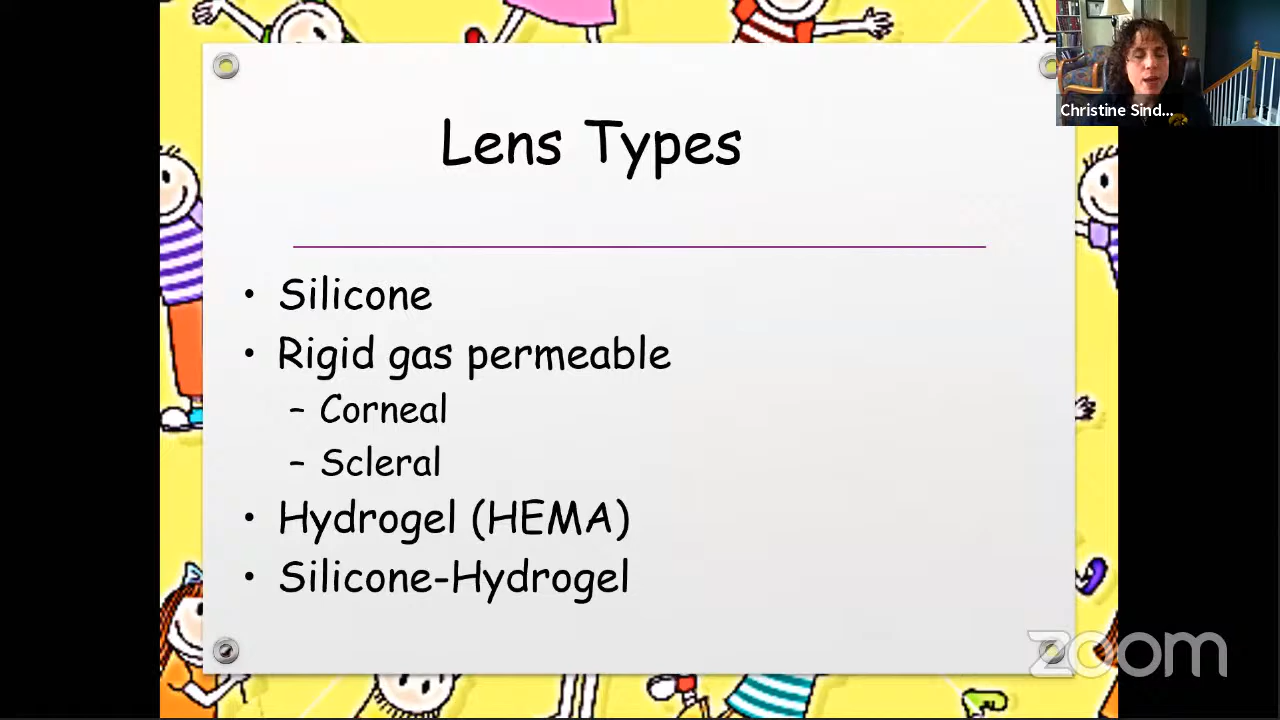 Lens Types
• Silicone
• Rigid gas permeable
– Corneal
– Scleral
• Hydrogel (HEMA)
• Silicone-Hydrogel
Christine Sind...
zoom